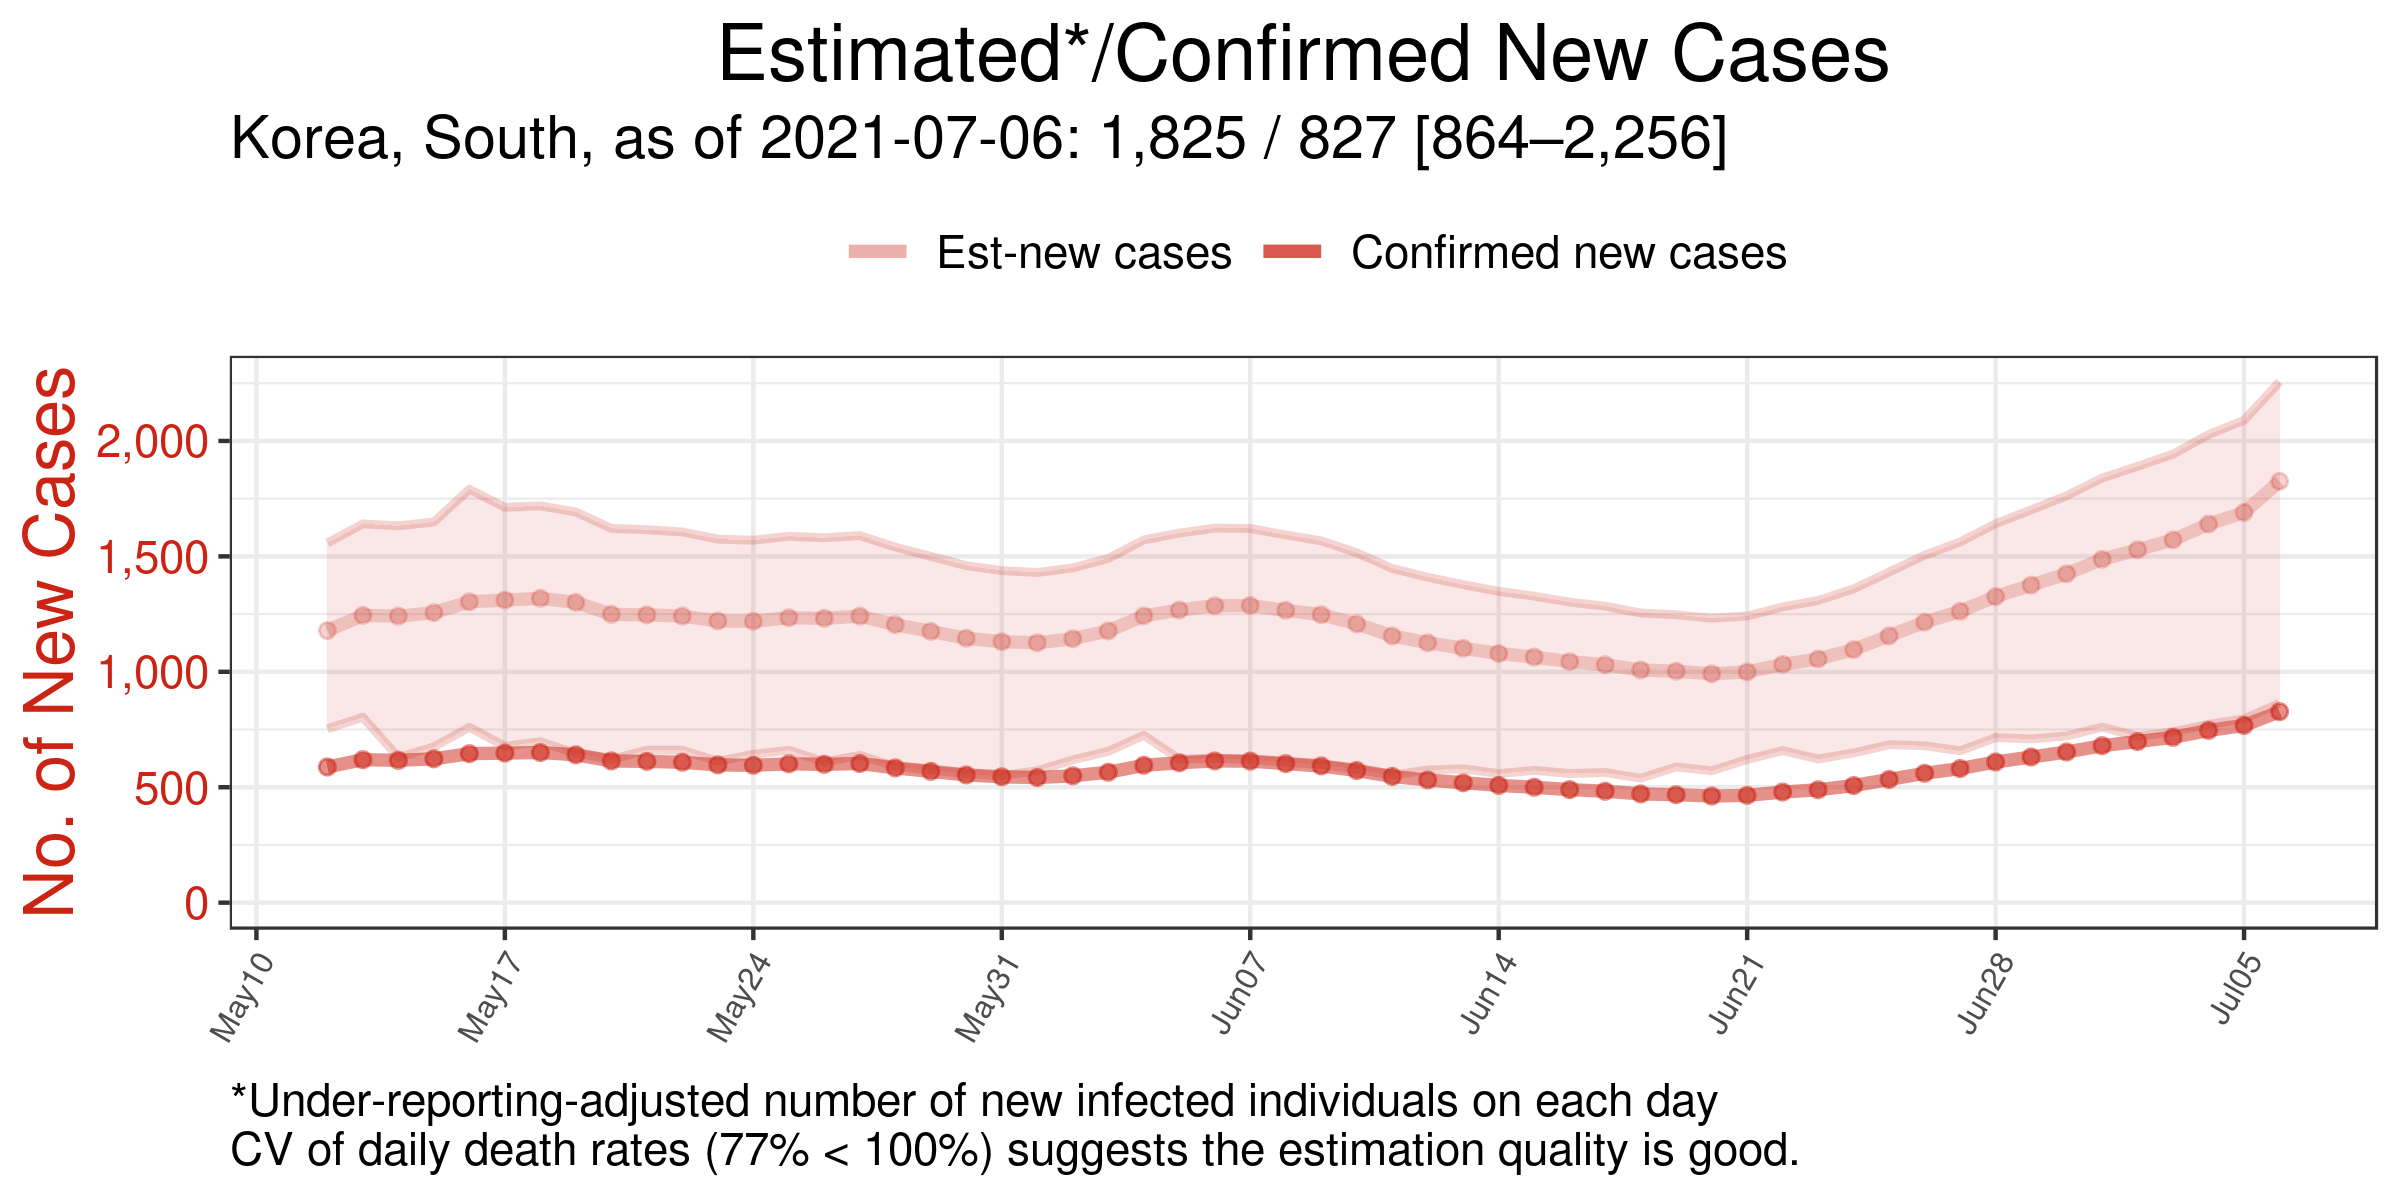 Estimated*/Confirmed New Cases
Korea, South, as of 2021-07-06: 1,825 / 827 [864–2,256]
Est-new cases
Confirmed new cases
No. of New Cases
2,000
1,500
1,000
500
0
May10
May17
May24
May31
Jun07
Jun14
Jun21
Jun28
Jul05
*Under-reporting-adjusted number of new infected individuals on each day
CV of daily death rates (77% < 100%) suggests the estimation quality is good.